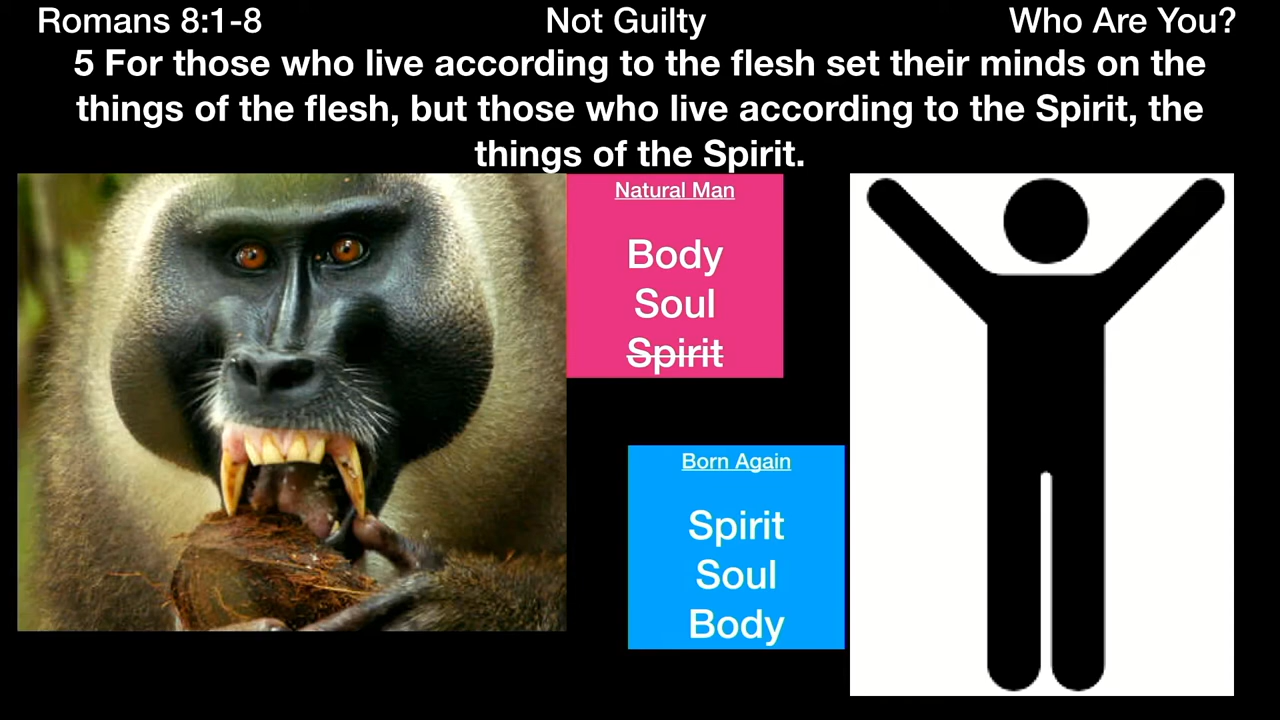 Romans 8:1-8 Not Guilty Who Are You?
5 For those who live according to the flesh set their minds on the
things of the flesh, but those who live according to the Spirit, the
things of the Spirit.
Natural Man
Body
Soul
Spirit
Born Again
Spirit
Soul
Body